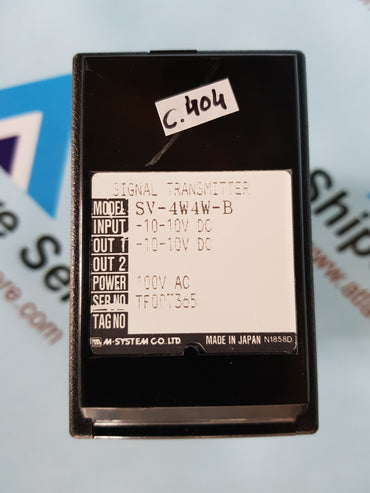 C.404
SIGNAL TRANSMITTER
MODEL SV-4W4W-B
INPUT -10-10V DC
OUT 1 -10-10V DC
OUT 2
POWER 100V AC
SER.NO
TAG NO
M-SYSTEM CO.,LTD MADE IN JAPAN N1858D